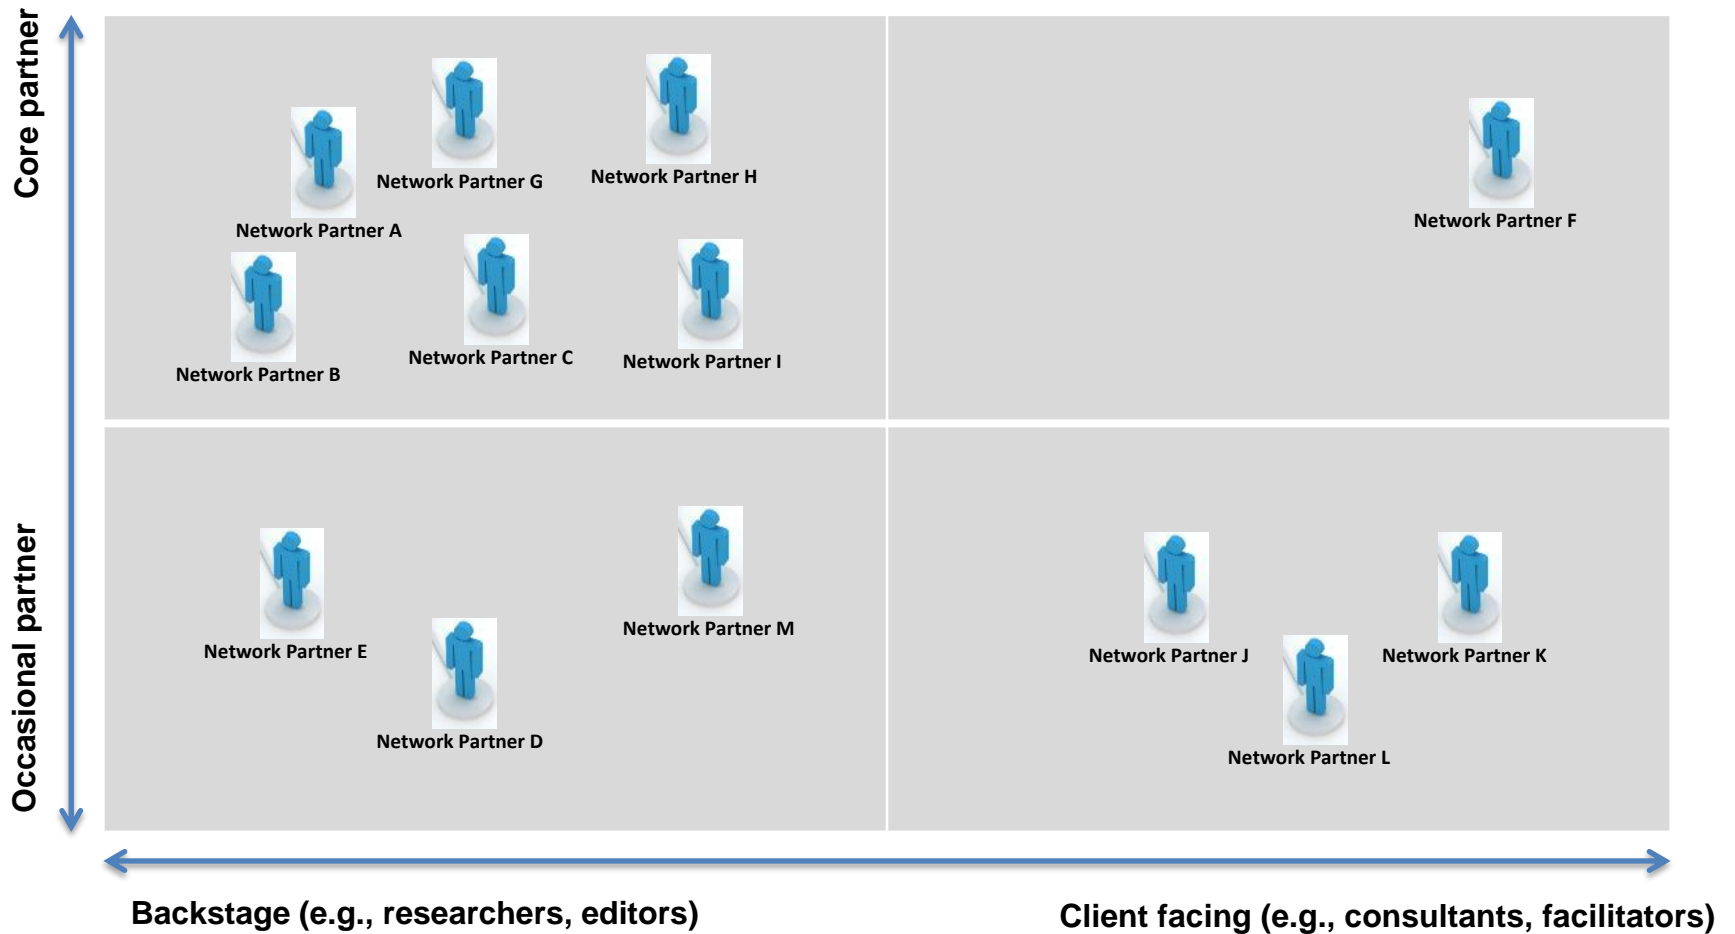 Core partner
Network Partner G
Network Partner H
Network Partner A
Network Partner F
Network Partner B
Network Partner C
Network Partner I
Occasional partner
Network Partner E
Network Partner M
Network Partner D
Network Partner J
Network Partner K
Network Partner L
Backstage (e.g., researchers, editors)
Client facing (e.g., consultants, facilitators)